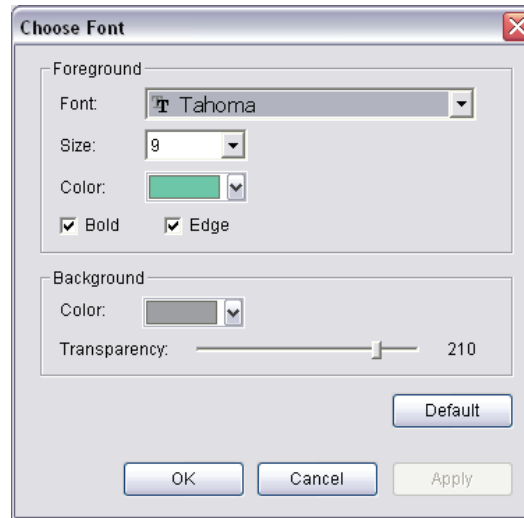 Choose Font
Foreground
Font: Tahoma
Size: 9
Color:
Bold Edge
Background
Color:
Transparency: 210
Default
OK Cancel Apply